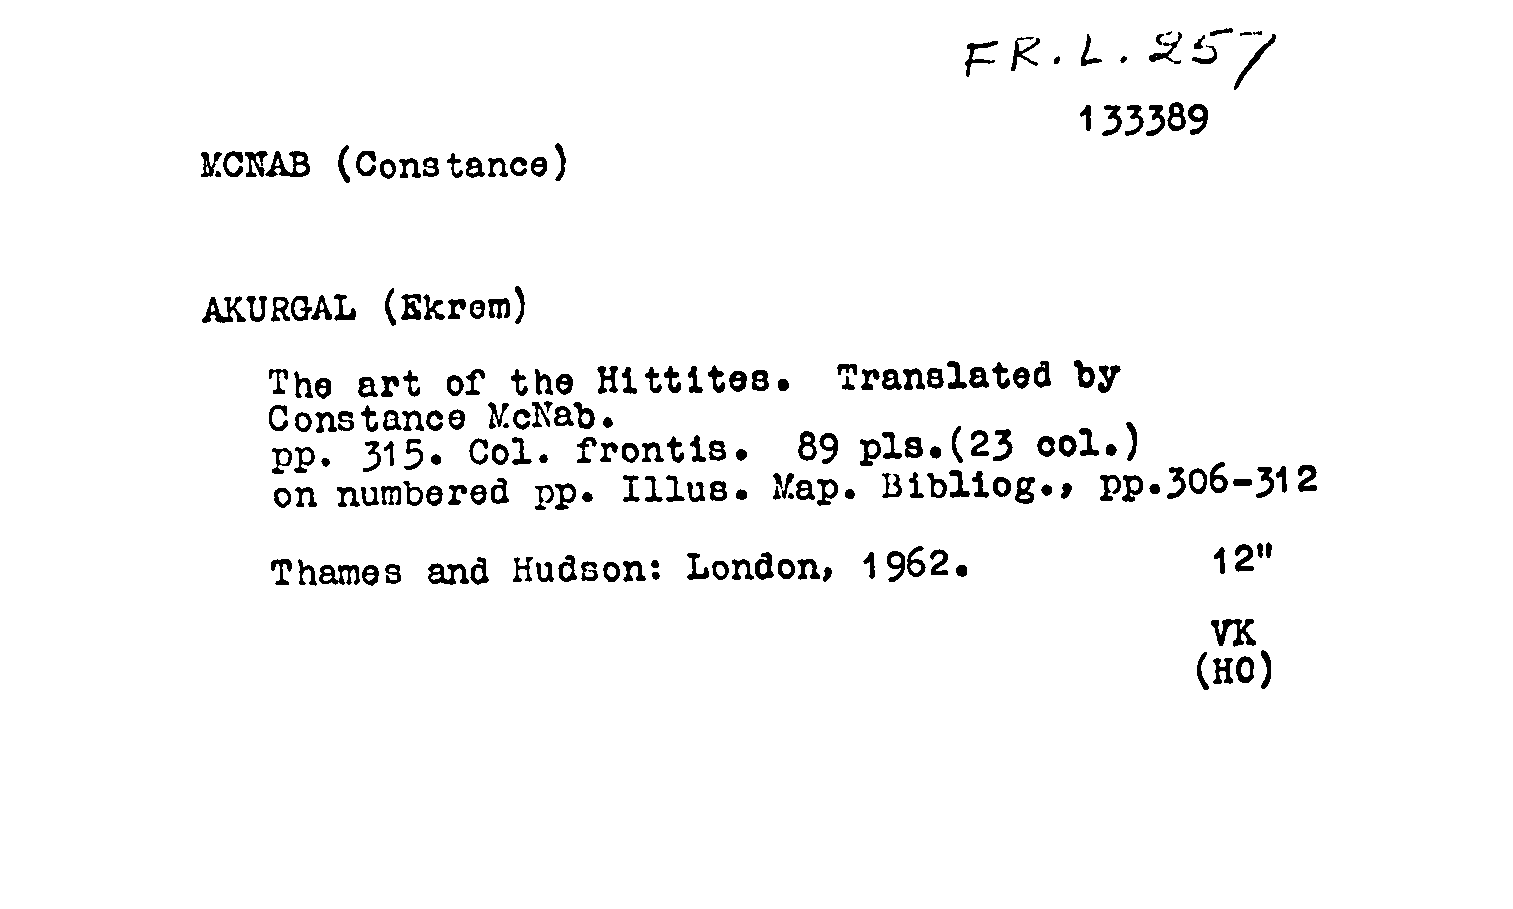 FR. L. 257
133389
MCNAB (Constance)
AKURGAL (Ekrem)
The art of the Hittites. Translated by
Constance McNab.
pp. 315. Col. frontis. 89 pls.(23 col.)
on numbered pp. Illus. Map. Bibliog., pp.306-312
Thames and Hudson: London, 1962. 12"
VK
(HO)